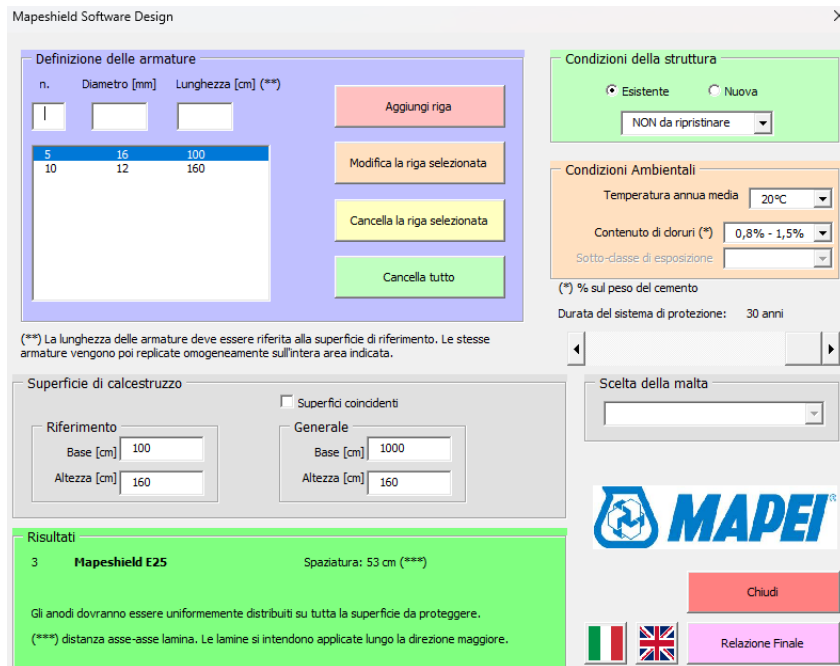 Mapeshield Software Design
Definizione delle armature
n. Diametro [mm] Lunghezza [cm] (**)
Aggiungi riga
5 16 100
10 12 160
Modifica la riga selezionata
Cancella la riga selezionata
Cancella tutto
(**) La lunghezza delle armature deve essere riferita alla superficie di riferimento. Le stesse
armature vengono poi replicate omogeneamente sull'intera area indicata.
Condizioni della struttura
Esistente Nuova
NON da ripristinare
Condizioni Ambientali
Temperatura annua media 20°C
Contenuto di cloruri (*) 0,8% - 1,5%
Sotto-classe di esposizione
(*) % sul peso del cemento
Durata del sistema di protezione: 30 anni
Superficie di calcestruzzo
Superfici coincidenti
Riferimento
Base [cm] 100
Altezza [cm] 160
Generale
Base [cm] 1000
Altezza [cm] 160
Scelta della malta
MAPEI®
Risultati
3 Mapeshield E25 Spaziatura: 53 cm (***)
Gli anodi dovranno essere uniformemente distribuiti su tutta la superficie da proteggere.
(***) distanza asse-asse lamina. Le lamine si intendono applicate lungo la direzione maggiore.
Chiudi
Relazione Finale